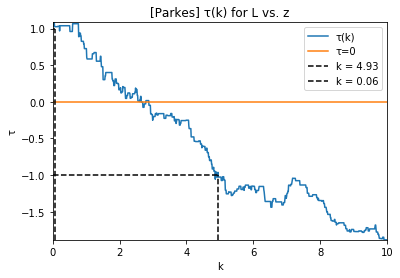 [Parkes] τ(k) for L vs. z
τ(k)
τ=0
k = 4.93
k = 0.06
1.0
0.5
0.0
−0.5
−1.0
−1.5
τ
0 2 4 6 8 10
k